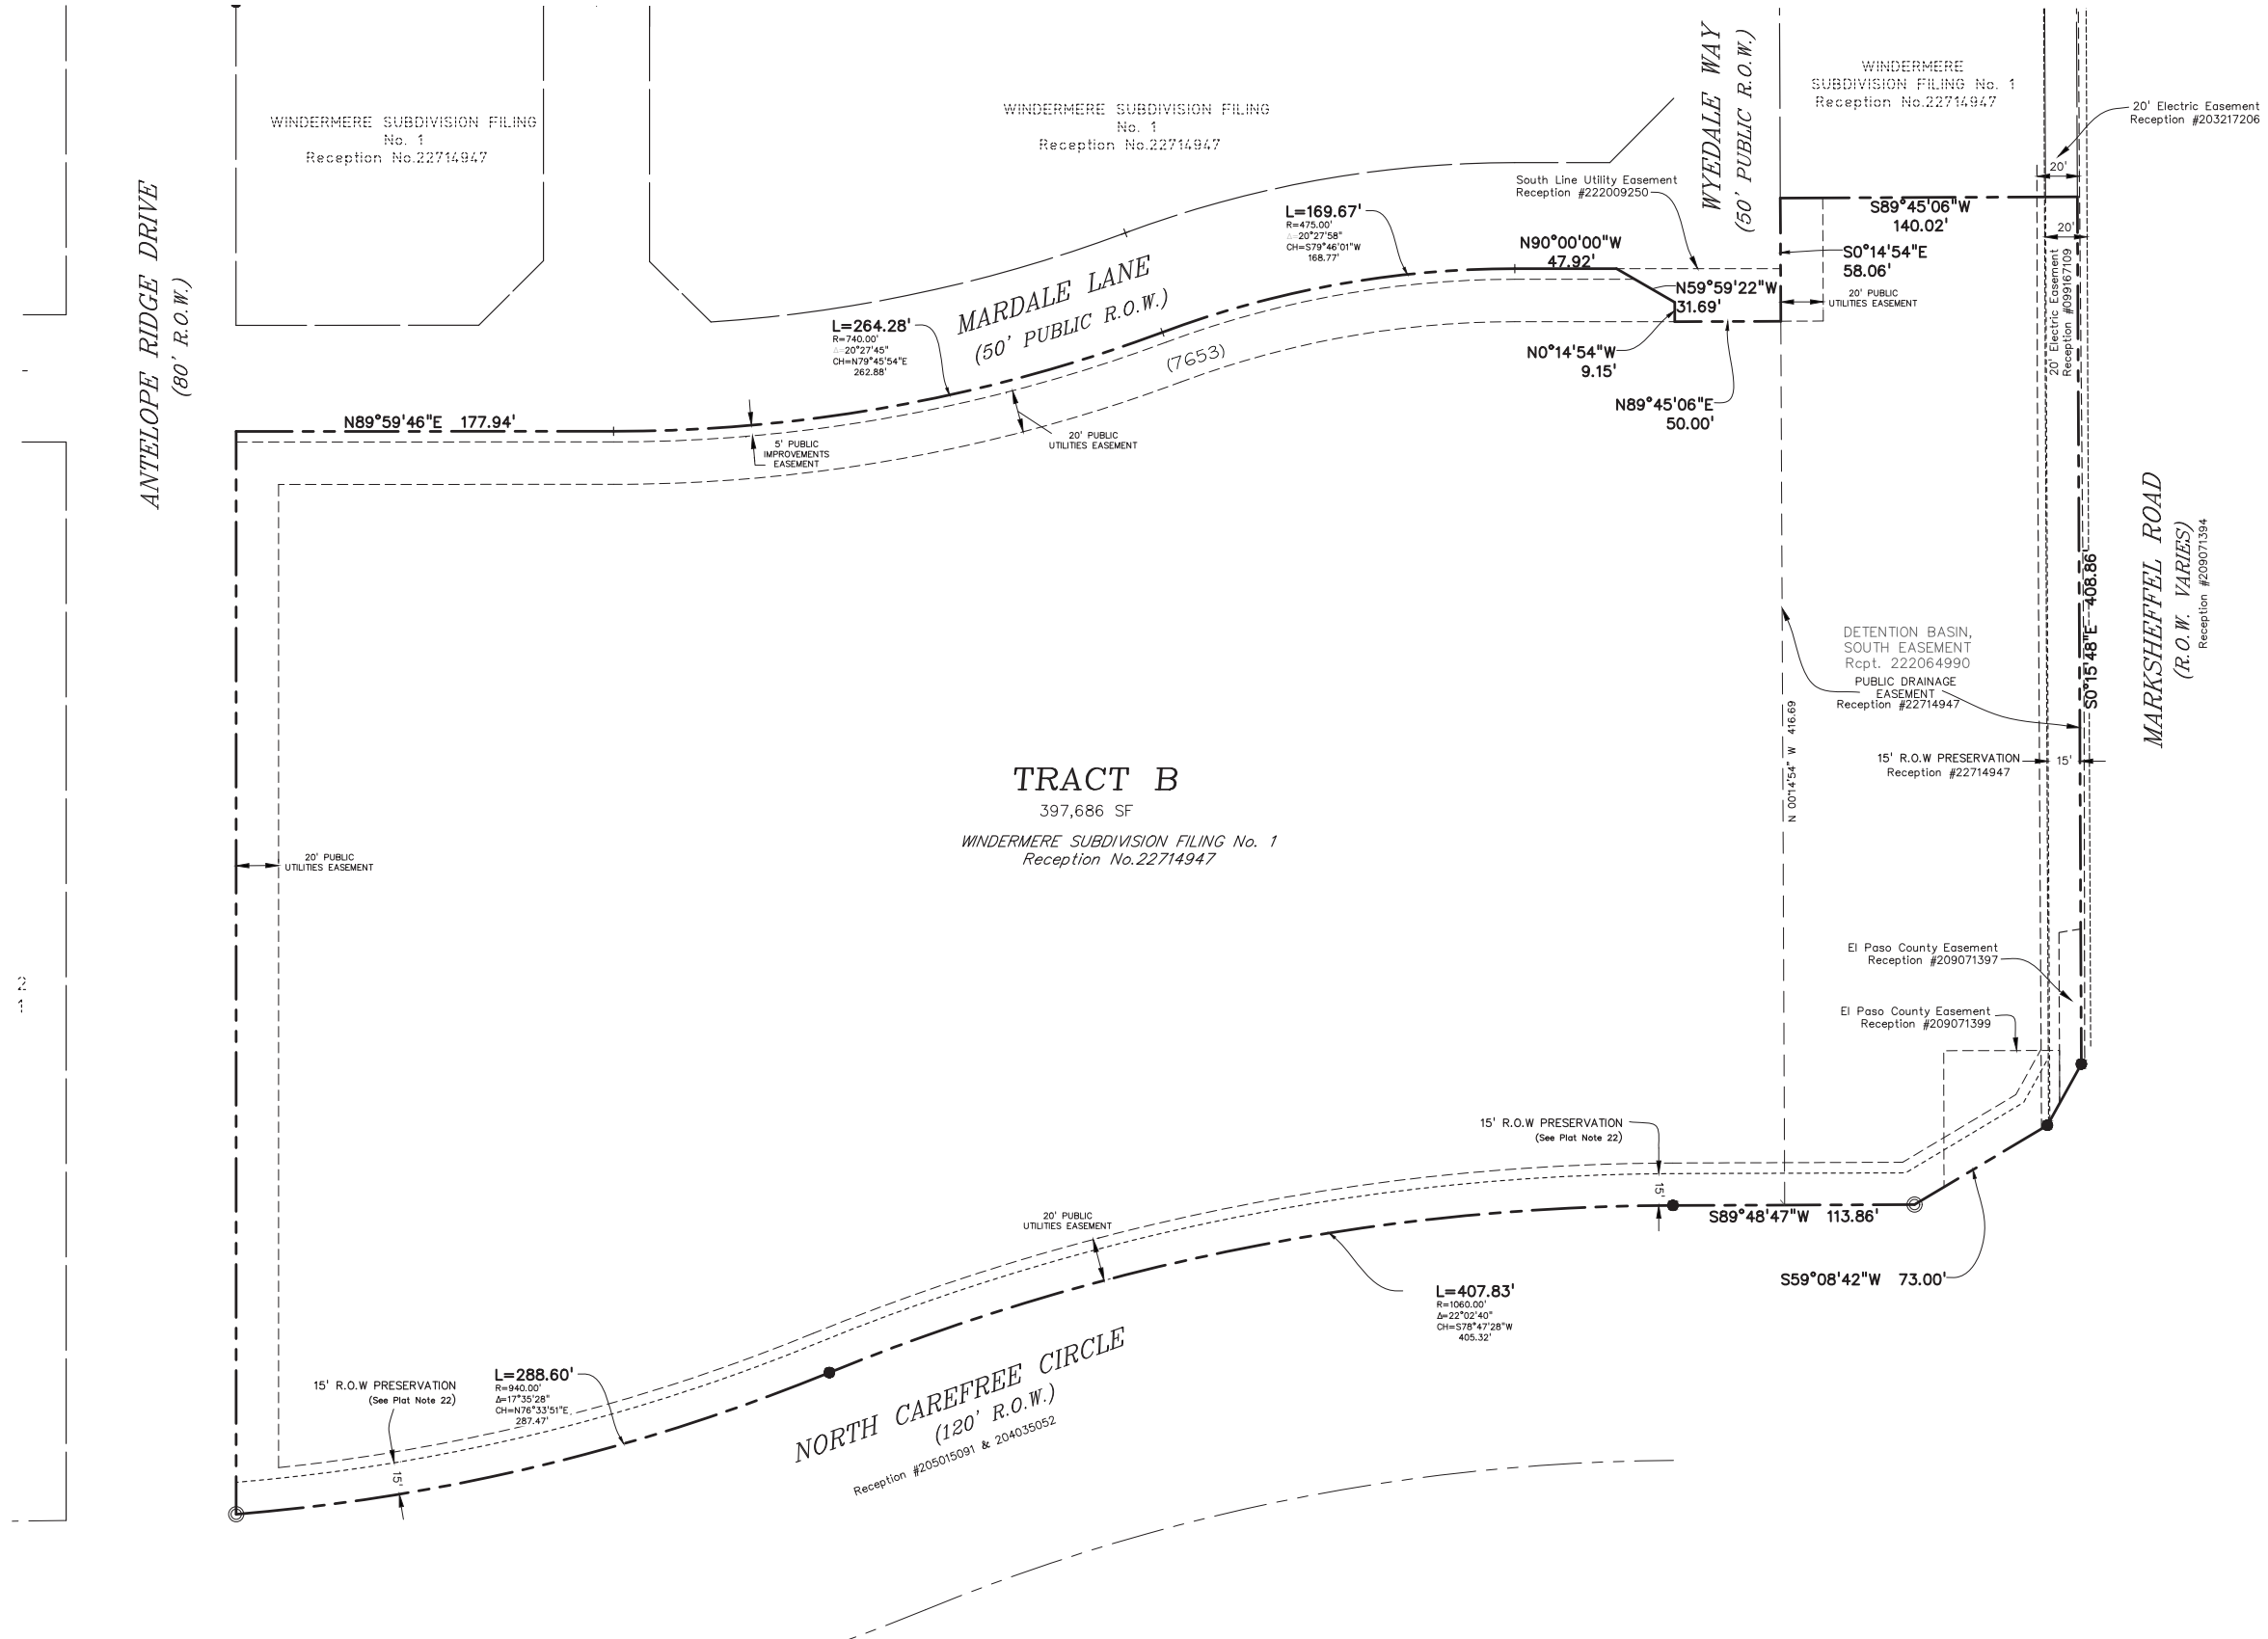 WINDERMERE SUBDIVISION FILING
No. 1
Reception No.22714947
WINDERMERE SUBDIVISION FILING
No. 1
Reception No.22714947
WYEDALE WAY
(50' PUBLIC R.O.W.)
WINDERMERE
SUBDIVISION FILING No. 1
Reception No.22714947
20' Electric Easement
Reception #203217206
20'
ANTELOPE RIDGE DRIVE
(80' R.O.W.)
South Line Utility Easement
Reception #222009250
S89°45'06"W
140.02'
20'
L=169.67'
R=475.00'
△=20°27'58"
CH=S79°46'01"W
168.77'
N90°00'00"W
47.92'
S0°14'54"E
58.06'
20' Electric Easement
Reception #099167109
N59°59'22"W
31.69'
20' PUBLIC
UTILITIES EASEMENT
MARDALE LANE
(50' PUBLIC R.O.W.)
L=264.28'
R=740.00'
△=20°27'45"
CH=N79°45'54"E
262.88'
(7653)
N0°14'54"W
9.15'
N89°45'06"E
50.00'
N89°59'46"E 177.94'
5' PUBLIC
IMPROVEMENTS
EASEMENT
20' PUBLIC
UTILITIES EASEMENT
MARKSHEFFEL ROAD
(R.O.W. VARIES)
Reception #209071394
S0°15'48"E 408.86'
DETENTION BASIN,
SOUTH EASEMENT
Rcpt. 222064990
PUBLIC DRAINAGE
EASEMENT
Reception #22714947
N 00°14'54" W 416.69
15' R.O.W PRESERVATION
Reception #22714947
15'
TRACT B
397,686 SF
WINDERMERE SUBDIVISION FILING No. 1
Reception No.22714947
20' PUBLIC
UTILITIES EASEMENT
2
1
El Paso County Easement
Reception #209071397
El Paso County Easement
Reception #209071399
15' R.O.W PRESERVATION
(See Plat Note 22)
15'
20' PUBLIC
UTILITIES EASEMENT
S89°48'47"W 113.86'
S59°08'42"W 73.00'
L=407.83'
R=1060.00'
Δ=22°02'40"
CH=S78°47'28"W
405.32'
NORTH CAREFREE CIRCLE
(120' R.O.W.)
Reception #205015091 & 204035052
L=288.60'
R=940.00'
Δ=17°35'28"
CH=N76°33'51"E
287.47'
15' R.O.W PRESERVATION
(See Plat Note 22)
15'